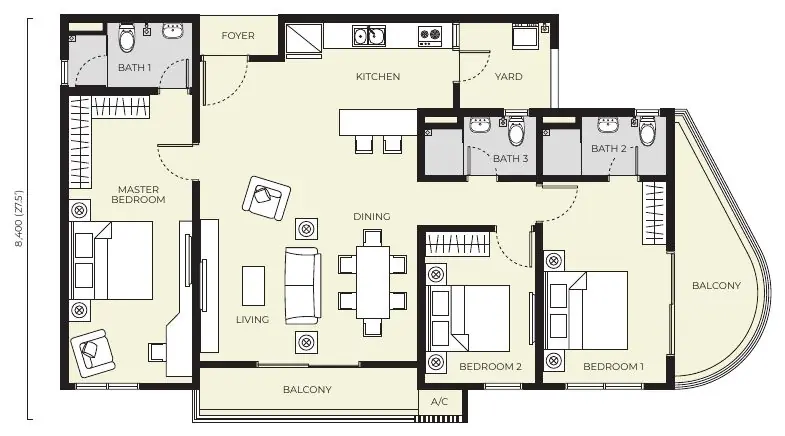 FOYER
BATH 1
KITCHEN
YARD
BATH 3
BATH 2
MASTER
BEDROOM
DINING
8,400 (27.5')
BALCONY
LIVING
BEDROOM 2
BEDROOM 1
BALCONY
A/C